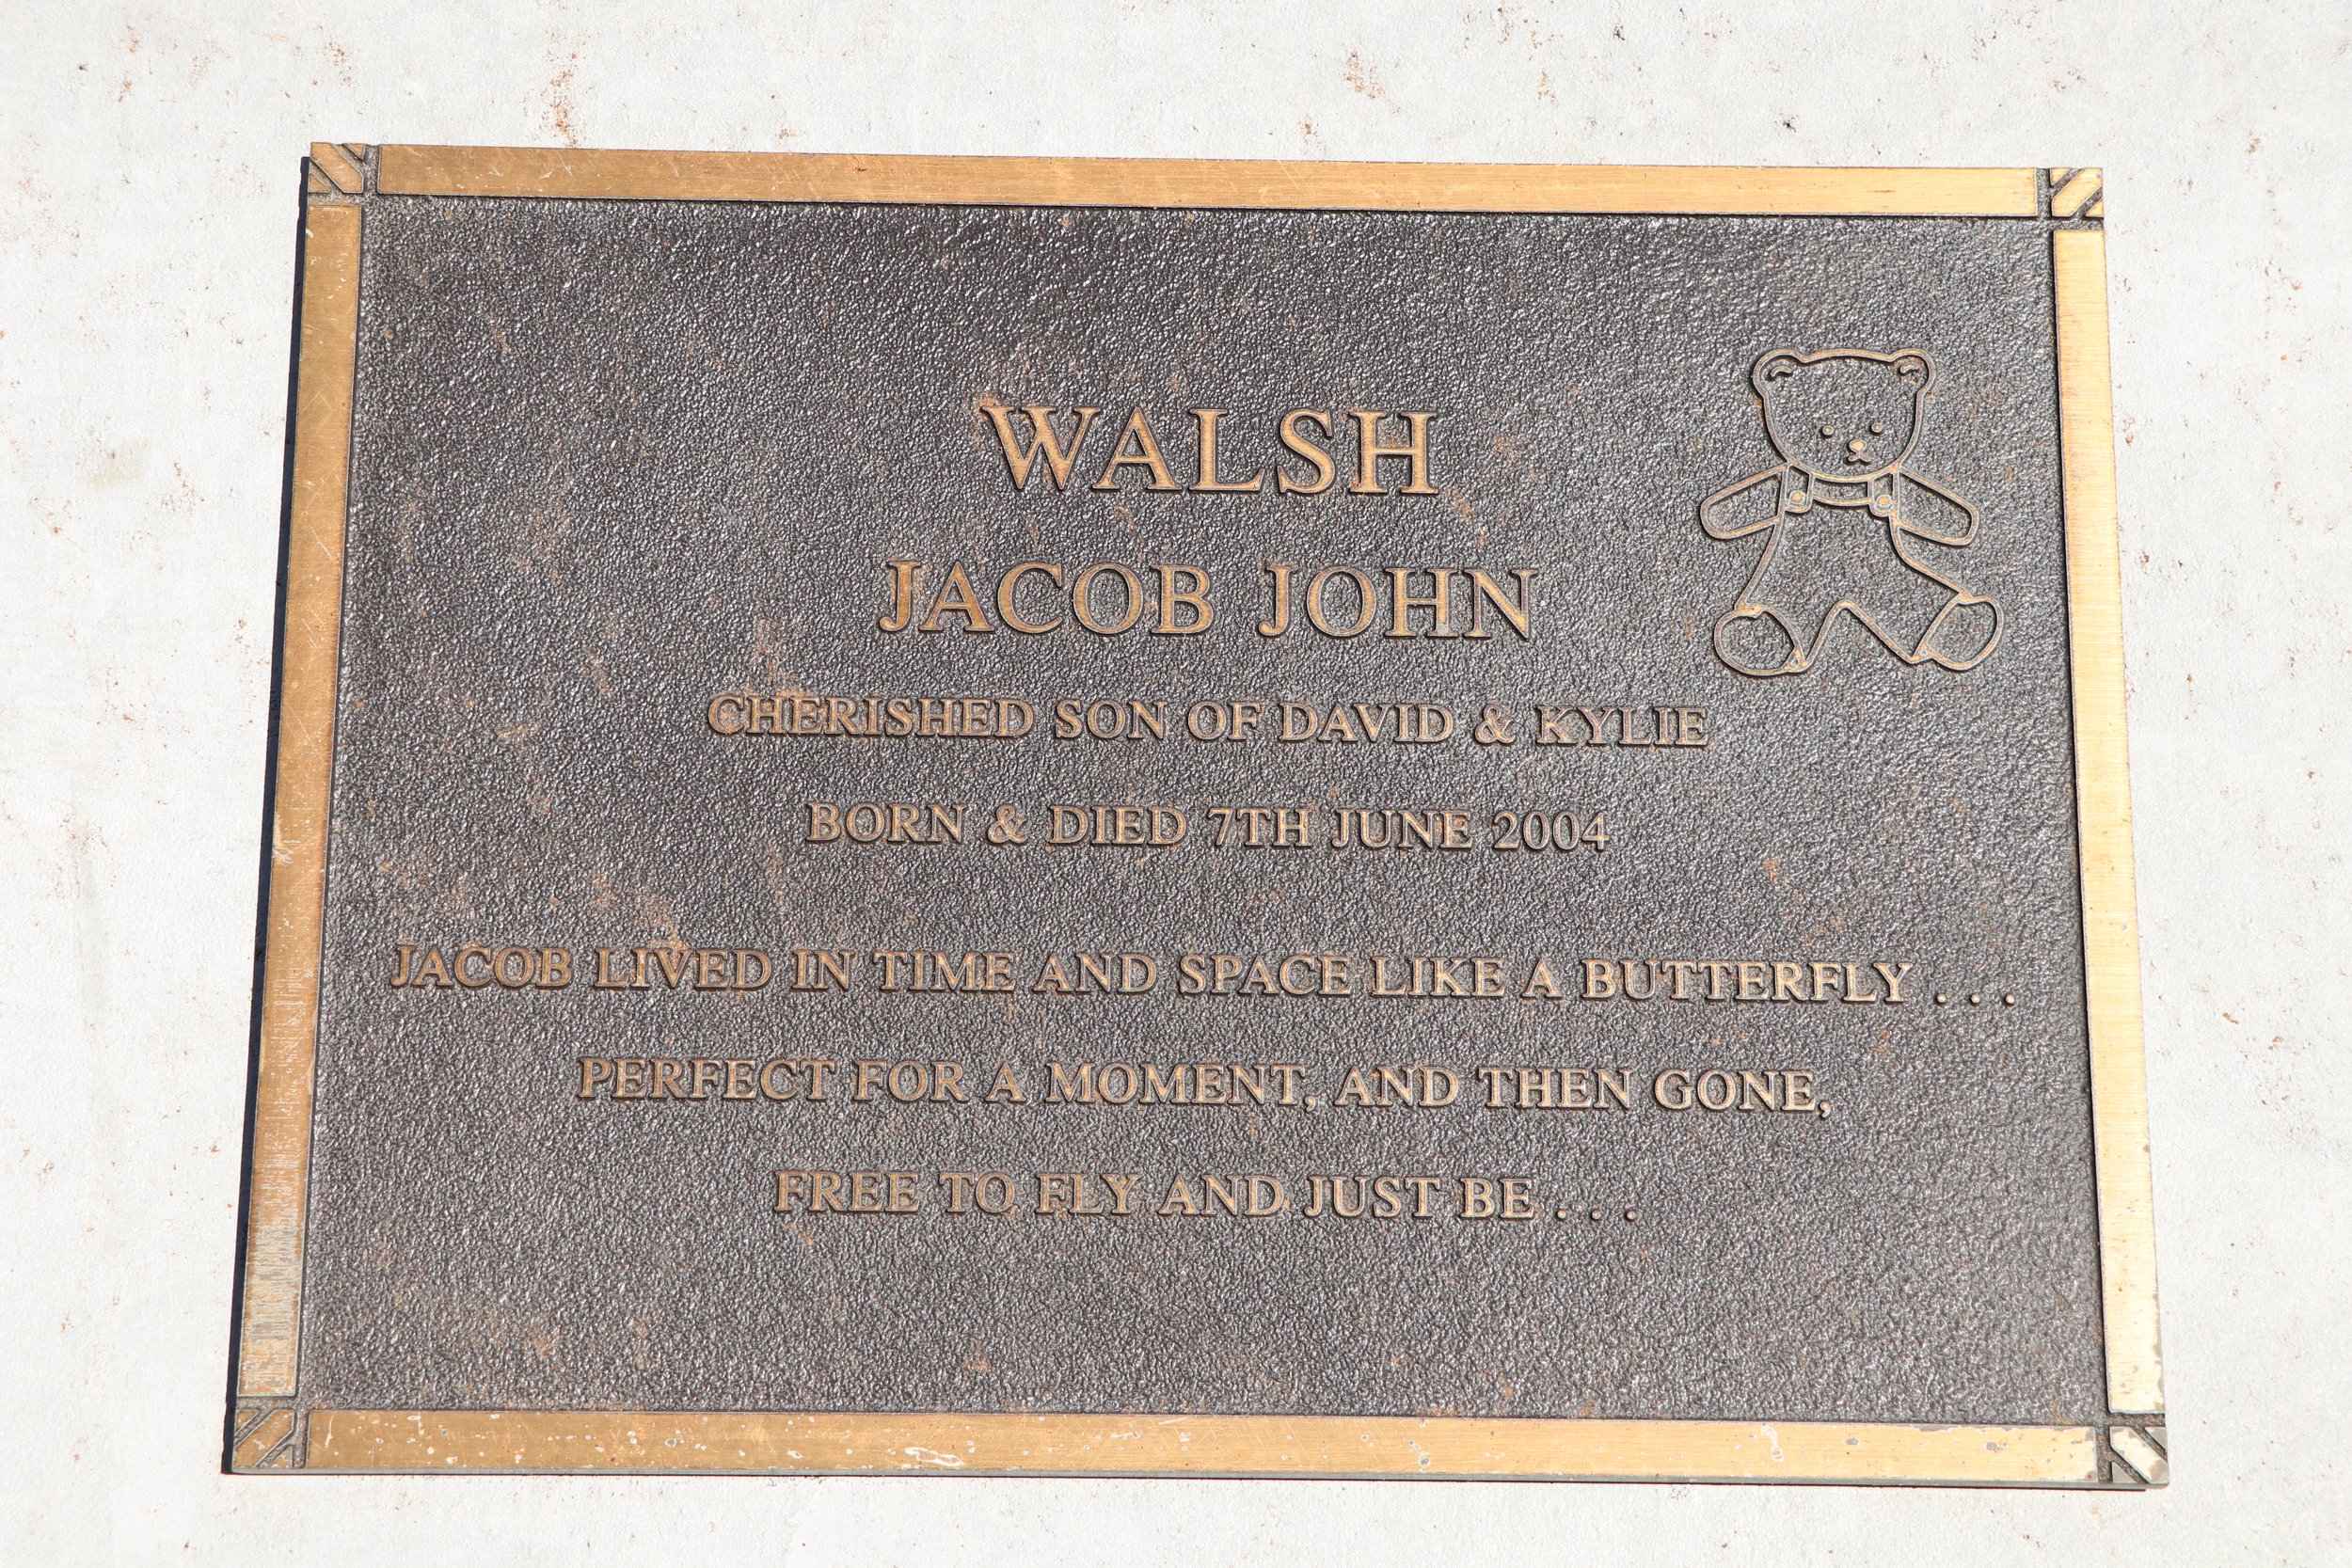 WALSH
JACOB JOHN
CHERISHED SON OF DAVID & KYLIE
BORN & DIED 7TH JUNE 2004
JACOB LIVED IN TIME AND SPACE LIKE A BUTTERFLY . . .
PERFECT FOR A MOMENT, AND THEN GONE,
FREE TO FLY AND JUST BE . . .